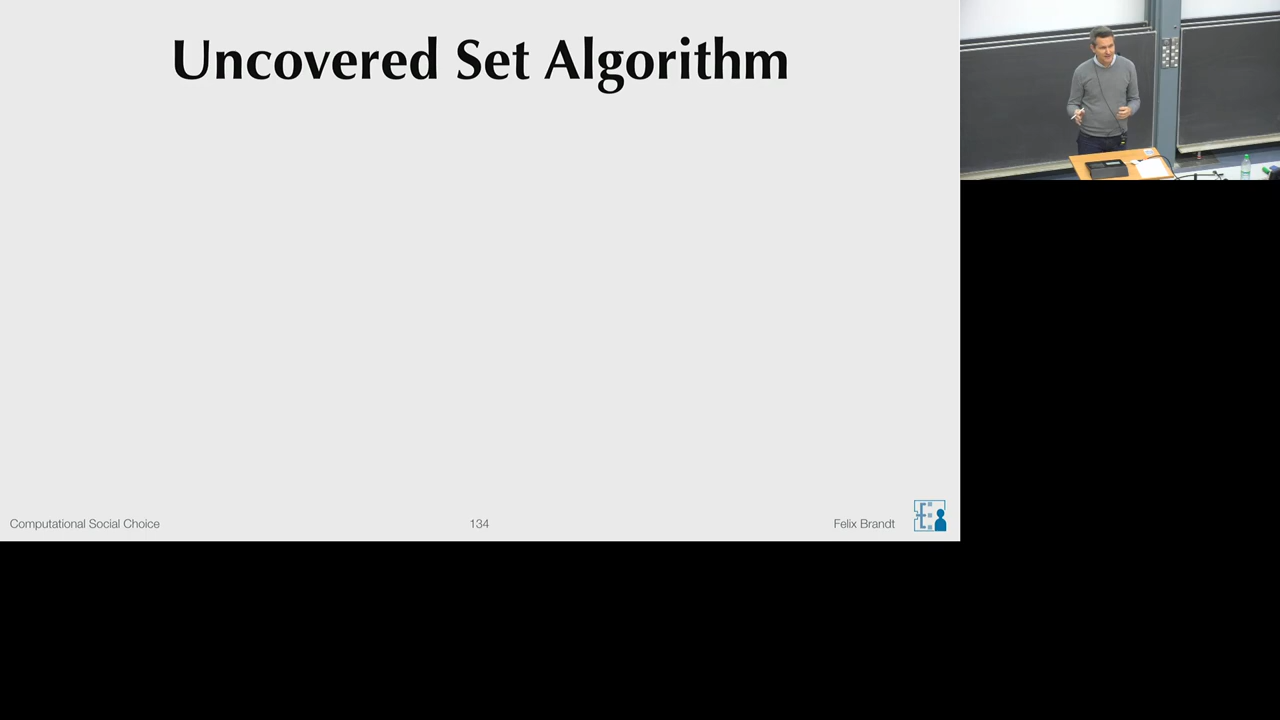 Uncovered Set Algorithm
Computational Social Choice
134
Felix Brandt